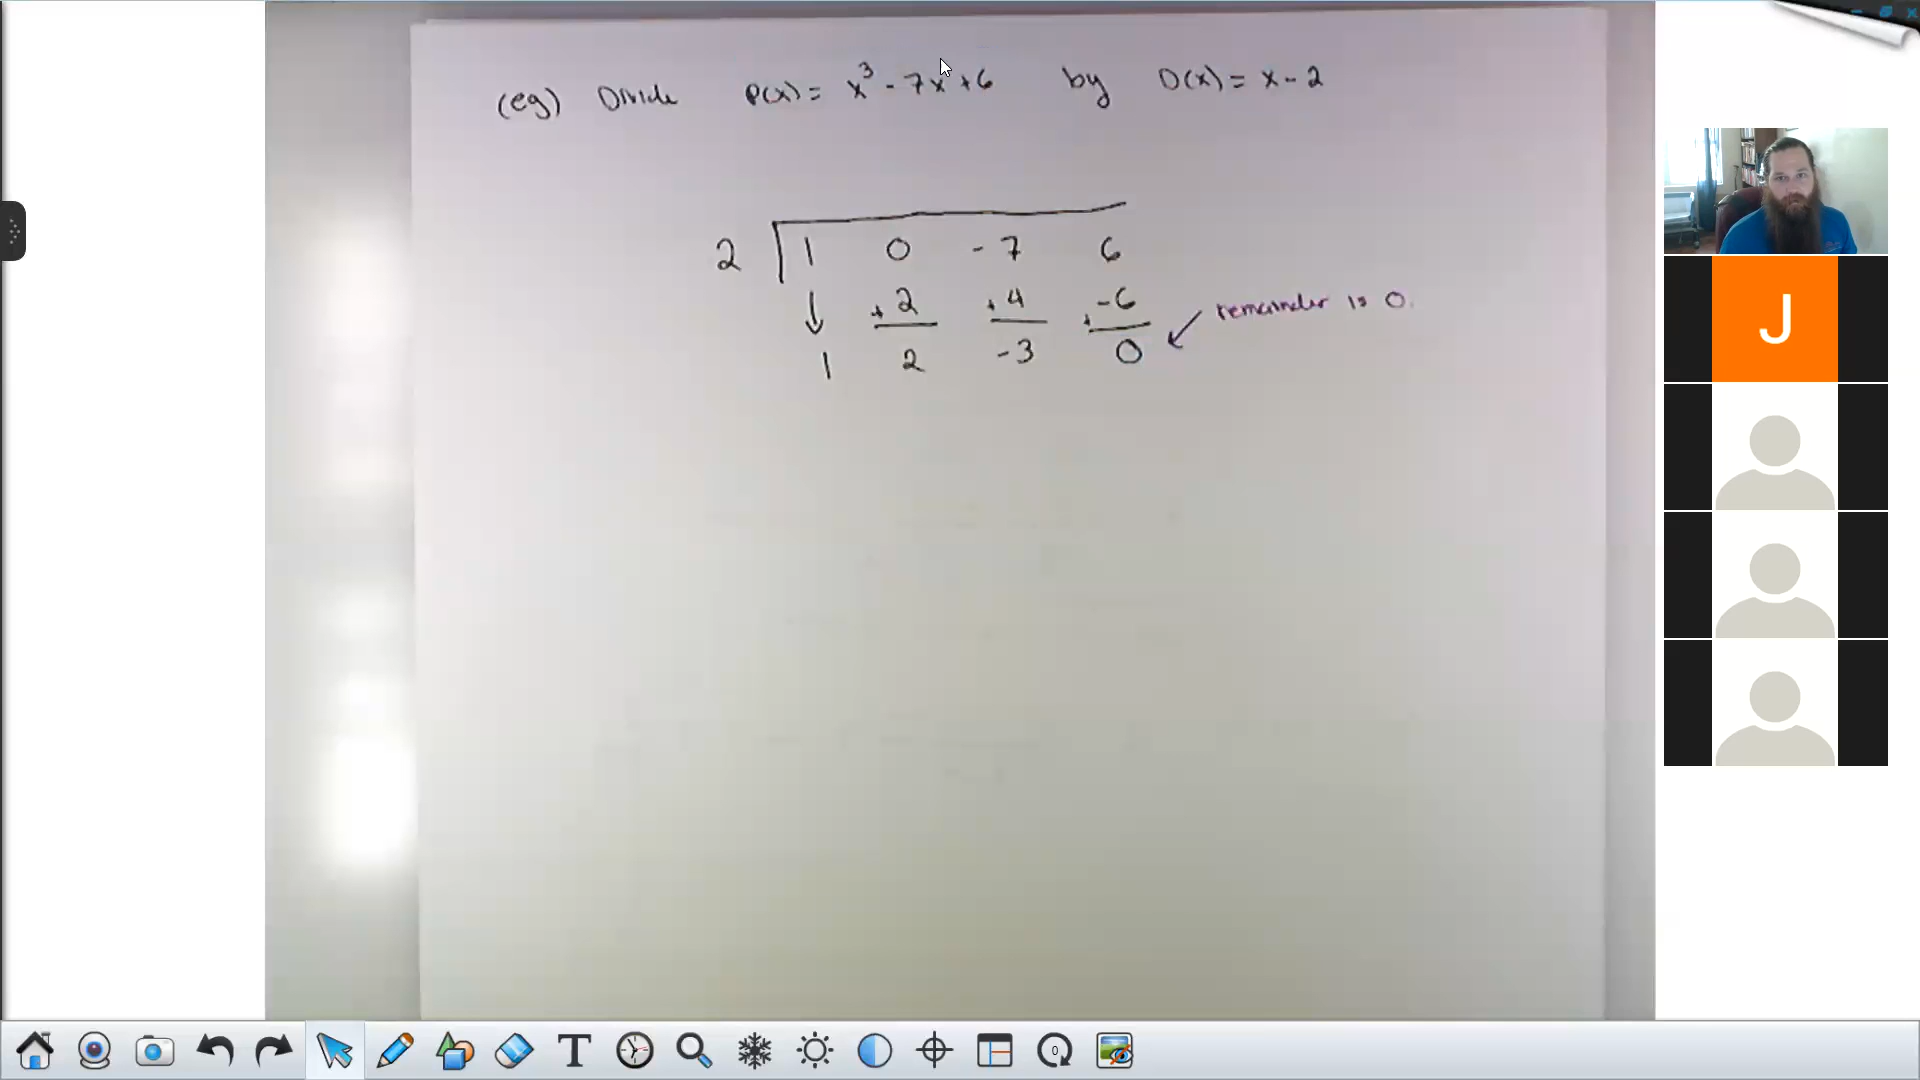 (eg) Divide P(x) = x³ - 7x + 6 by D(x) = x - 2
2 1 0 -7 6
↓ +2 +4 + -6 ↙ remainder is 0.
1 2 -3 0
J
T
0